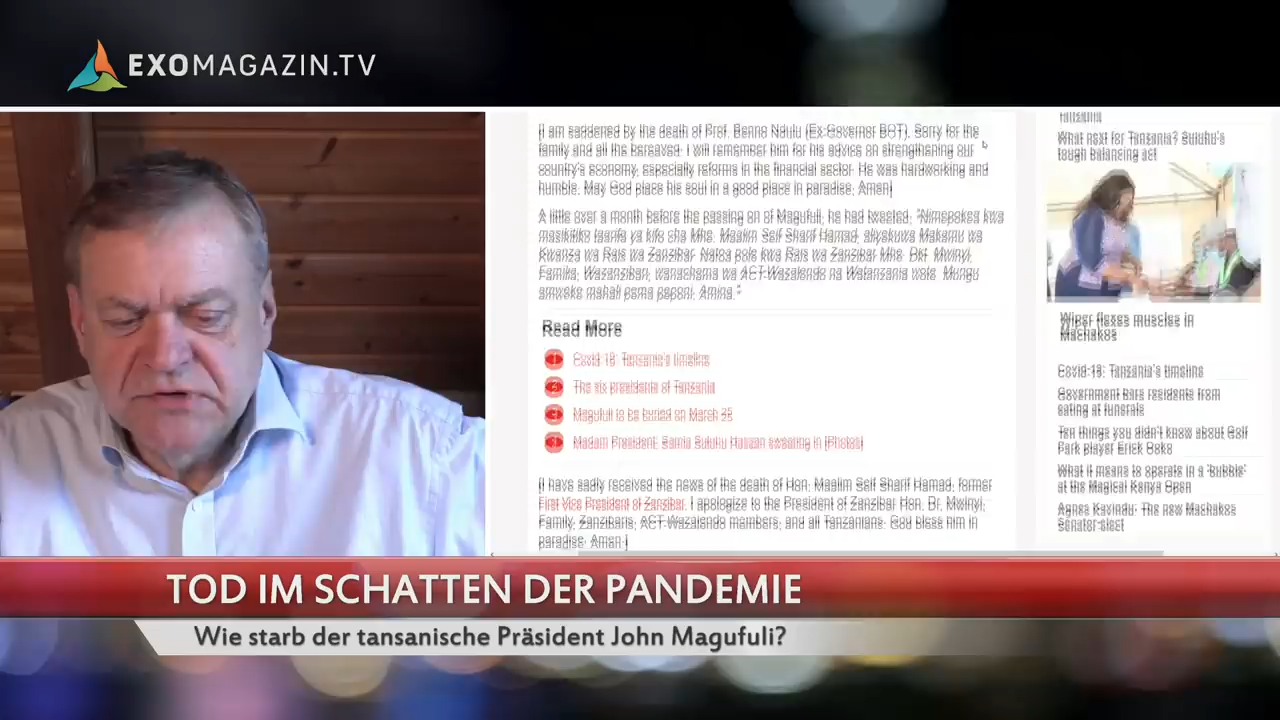 EXOMAGAZIN.TV
[I am saddened by the death of Prof. Benno Ndulu (Ex-Governor BOT). Sorry for the
family and all the bereaved. I will remember him for his advice on strengthening our
country's economy, especially reforms in the financial sector. He was hardworking and
humble. May God place his soul in a good place in paradise, Amen]
A little over a month before the passing on of Magufuli, he had tweeted: "Nimepokea kwa
masikitiko taarifa ya kifo cha Mhe. Maalim Seif Sharif Hamad, aliyekuwa Makamu wa
Kwanza wa Rais wa Zanzibar. Natoa pole kwa Rais wa Zanzibar Mhe. Dkt. Mwinyi,
Familia, Wazanzibari, wanachama wa ACT-Wazalendo na Watanzania wote. Mungu
amweke mahali pema peponi. Amina."
Read More
1 Covid-19: Tanzania's timeline
2 The six presidents of Tanzania
3 Magufuli to be buried on March 25
4 Madam President: Samia Suluhu Hassan swearing in [Photos]
[I have sadly received the news of the death of Hon. Maalim Seif Sharif Hamad, former
First Vice President of Zanzibar. I apologize to the President of Zanzibar Hon. Dr. Mwinyi,
Family, Zanzibaris, ACT-Wazalendo members, and all Tanzanians. God bless him in
paradise. Amen.]
Tanzania
What next for Tanzania? Suluhu's
tough balancing act
Wiper flexes muscles in
Machakos
Covid-19: Tanzania's timeline
Government bars residents from
eating at funerals
Ten things you didn't know about Golf
Park player Erick Ooko
What it means to operate in a 'bubble'
at the Magical Kenya Open
Agnes Kavindu: The new Machakos
Senator-elect
TOD IM SCHATTEN DER PANDEMIE
Wie starb der tansanische Präsident John Magufuli?